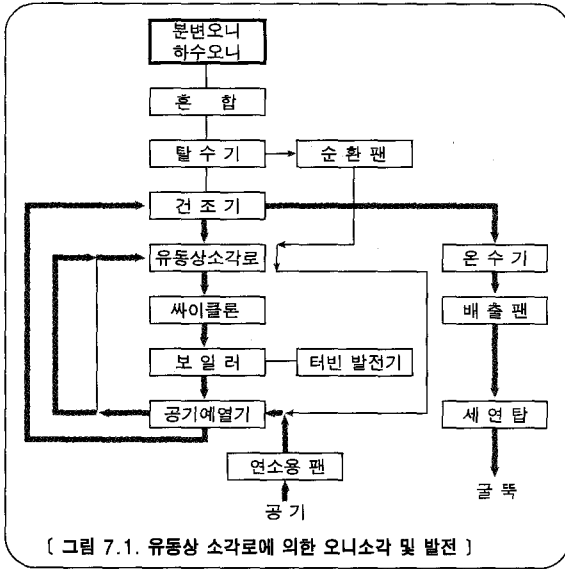 분변오니
하수오니
혼 합
탈 수 기
순 환 팬
건 조 기
유동상소각로
온 수 기
싸이클론
배 출 팬
보 일 러
터빈 발전기
공기예열기
세 연 탑
연소용 팬
굴 뚝
공 기
〔 그림 7.1. 유동상 소각로에 의한 오니소각 및 발전 〕